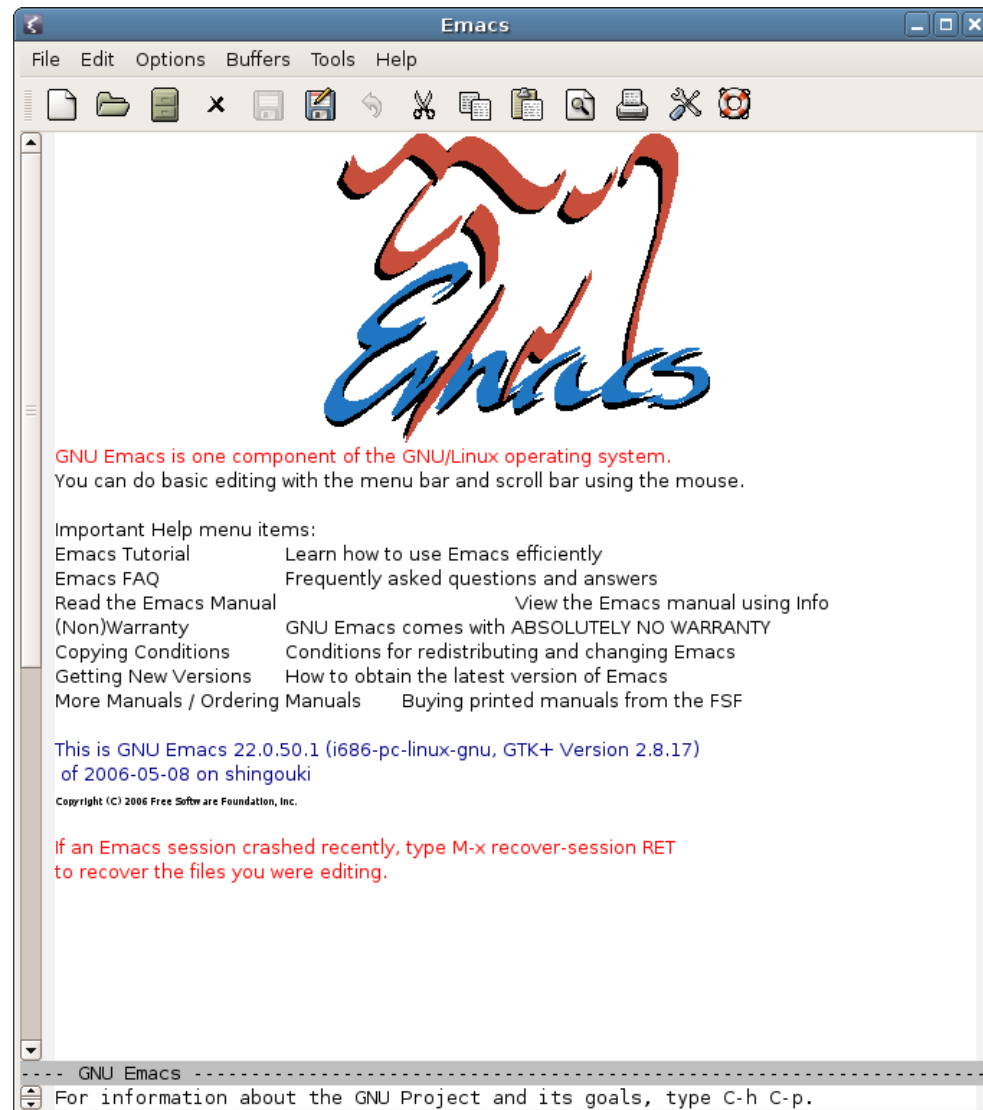 Emacs
File Edit Options Buffers Tools Help
Emacs
GNU Emacs is one component of the GNU/Linux operating system.
You can do basic editing with the menu bar and scroll bar using the mouse.
Important Help menu items:
Emacs Tutorial Learn how to use Emacs efficiently
Emacs FAQ Frequently asked questions and answers
Read the Emacs Manual View the Emacs manual using Info
(Non)Warranty GNU Emacs comes with ABSOLUTELY NO WARRANTY
Copying Conditions Conditions for redistributing and changing Emacs
Getting New Versions How to obtain the latest version of Emacs
More Manuals / Ordering Manuals Buying printed manuals from the FSF
This is GNU Emacs 22.0.50.1 (i686-pc-linux-gnu, GTK+ Version 2.8.17)
of 2006-05-08 on shingouki
Copyright (C) 2006 Free Software Foundation, Inc.
If an Emacs session crashed recently, type M-x recover-session RET
to recover the files you were editing.
---- GNU Emacs ----------------------------------------------------------------------
For information about the GNU Project and its goals, type C-h C-p.